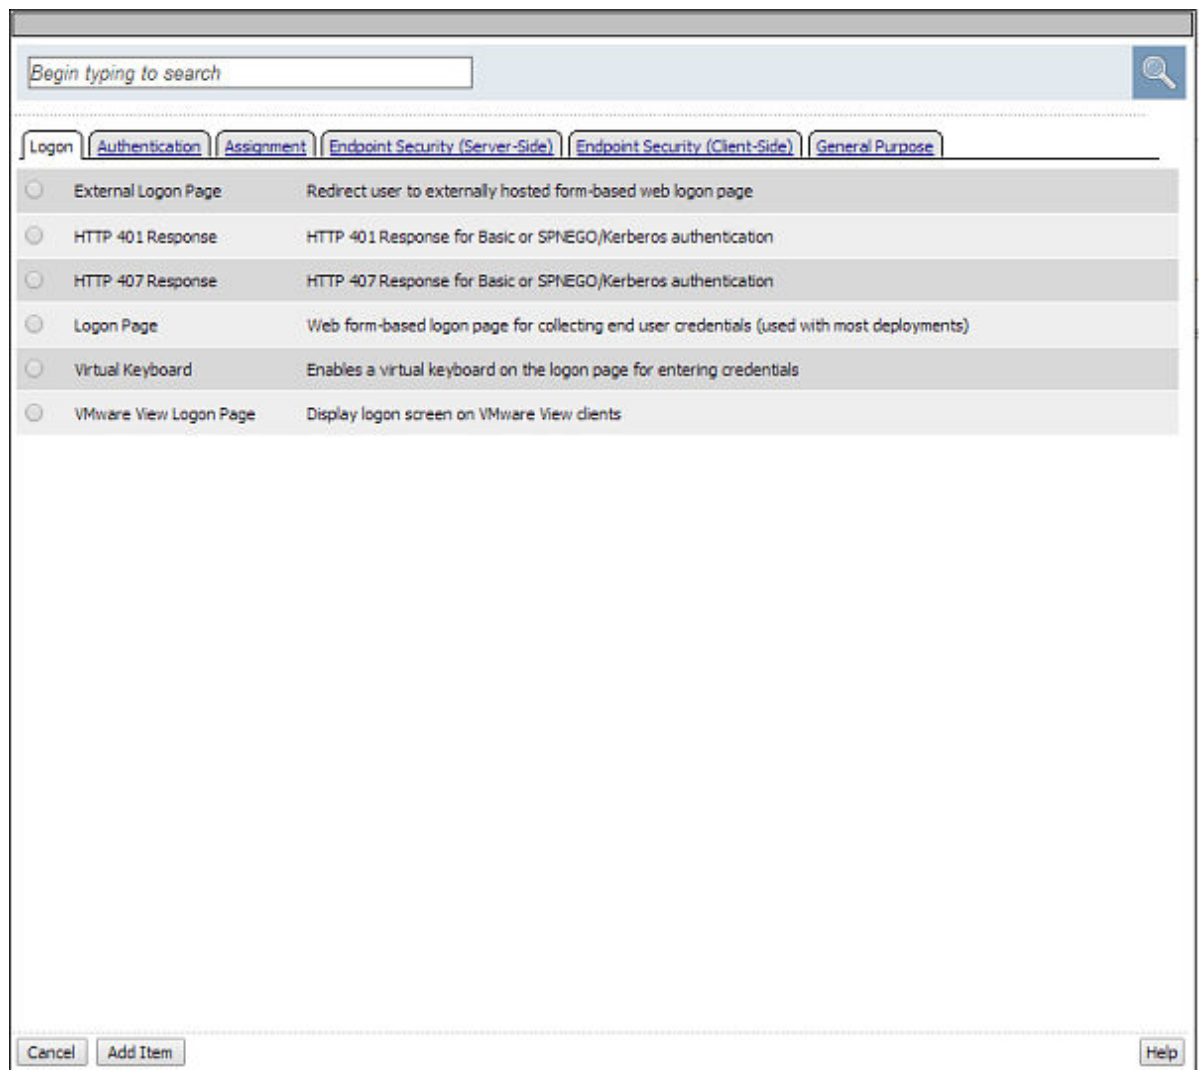 Begin typing to search
Logon Authentication Assignment Endpoint Security (Server-Side) Endpoint Security (Client-Side) General Purpose
External Logon Page Redirect user to externally hosted form-based web logon page
HTTP 401 Response HTTP 401 Response for Basic or SPNEGO/Kerberos authentication
HTTP 407 Response HTTP 407 Response for Basic or SPNEGO/Kerberos authentication
Logon Page Web form-based logon page for collecting end user credentials (used with most deployments)
Virtual Keyboard Enables a virtual keyboard on the logon page for entering credentials
VMware View Logon Page Display logon screen on VMware View clients
Cancel Add Item Help